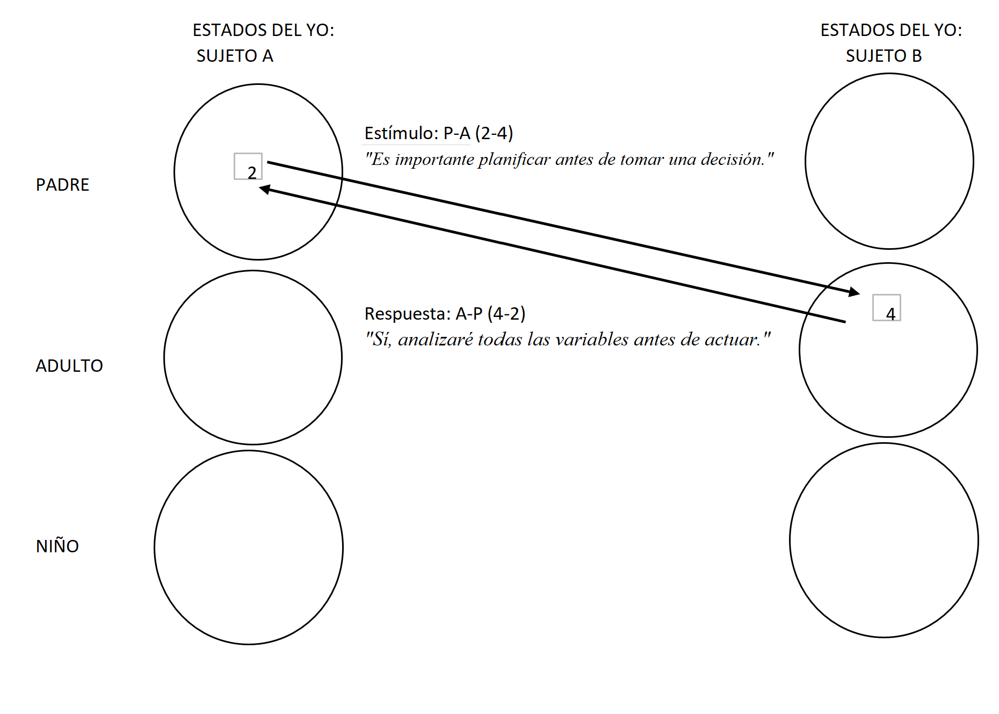 ESTADOS DEL YO:
SUJETO A
ESTADOS DEL YO:
SUJETO B
Estímulo: P-A (2-4)
"Es importante planificar antes de tomar una decisión."
2
PADRE
4
Respuesta: A-P (4-2)
"Sí, analizaré todas las variables antes de actuar."
ADULTO
NIÑO